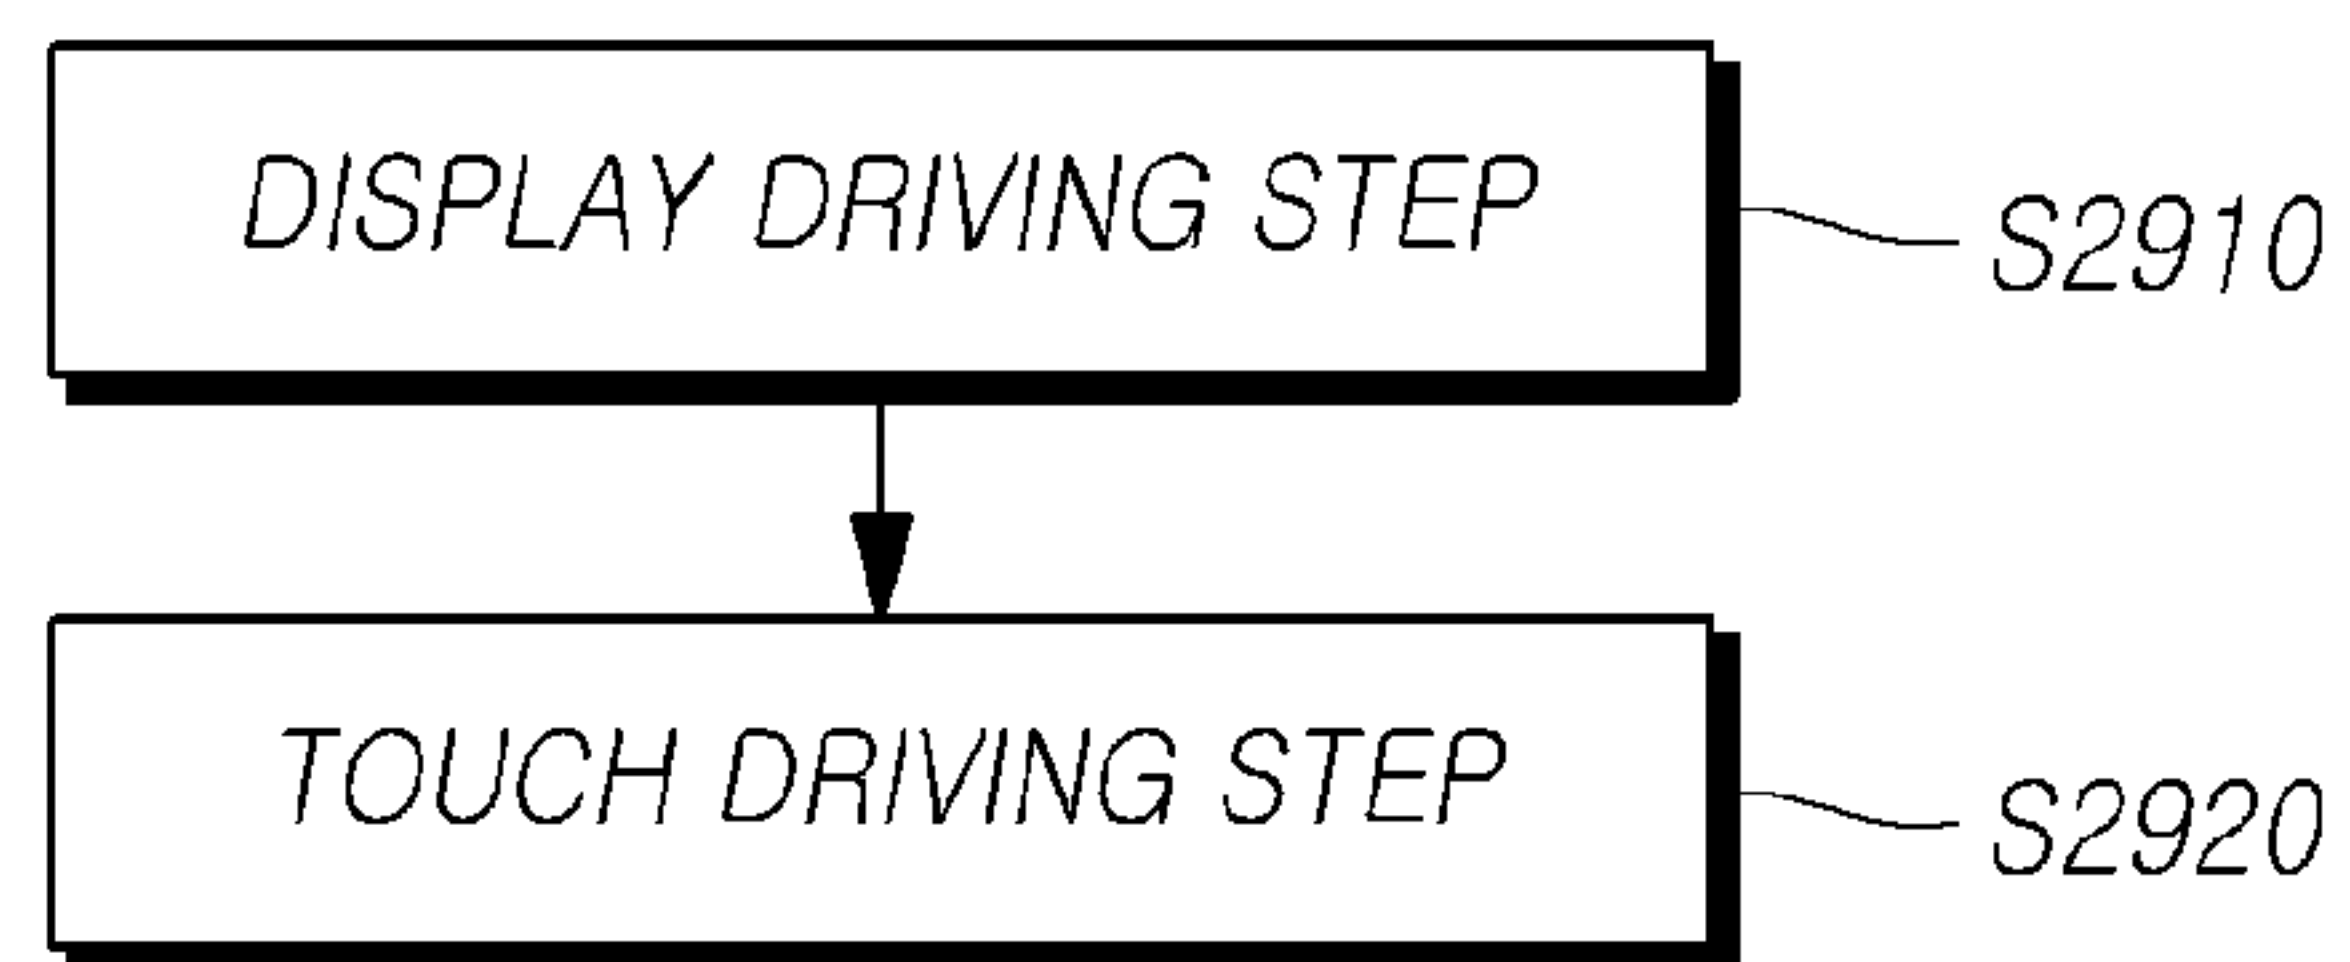 DISPLAY DRIVING STEP
S2910
TOUCH DRIVING STEP
S2920